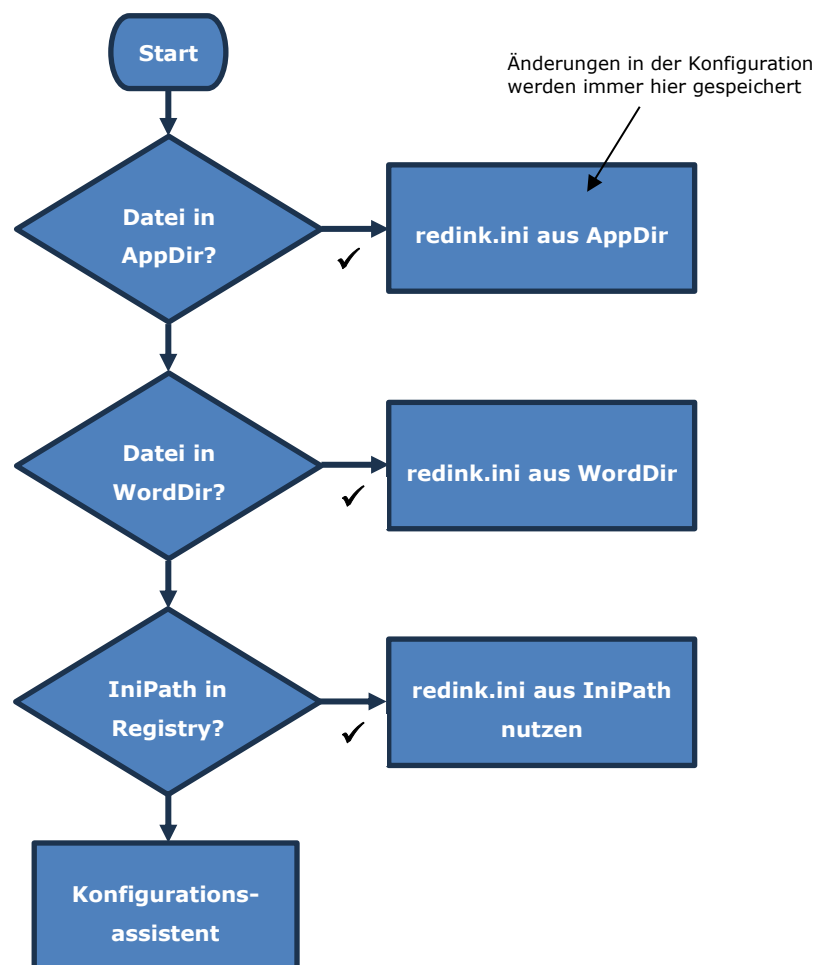 Start
Änderungen in der Konfiguration
werden immer hier gespeichert
Datei in
AppDir?
redink.ini aus AppDir
Datei in
WordDir?
redink.ini aus WordDir
IniPath in
Registry?
redink.ini aus IniPath
nutzen
Konfigurations-
assistent